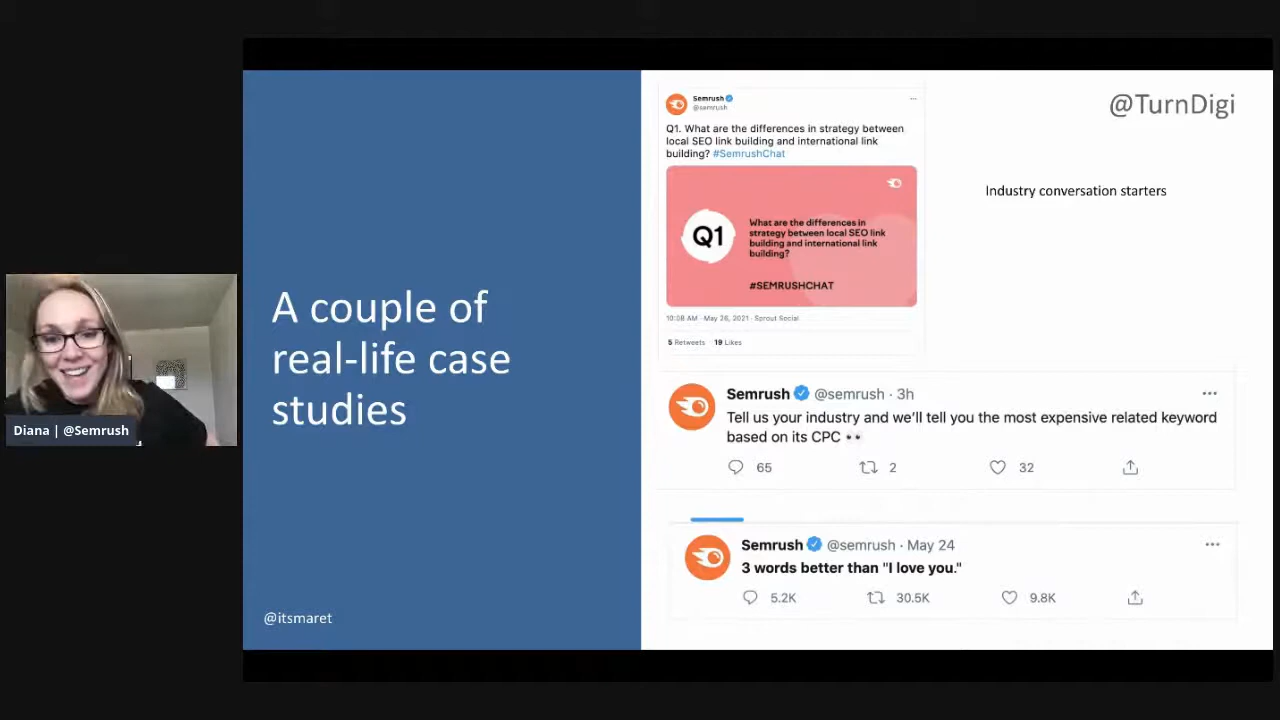 Diana | @Semrush
A couple of
real-life case
studies
@itsmaret
@TurnDigi
Industry conversation starters
Semrush
@semrush
Q1. What are the differences in strategy between
local SEO link building and international link
building? #SemrushChat
Q1
What are the differences in
strategy between local SEO link
building and international link
building?
#SEMRUSHCHAT
10:08 AM · May 26, 2021 · Sprout Social
5 Retweets 19 Likes
Semrush @semrush · 3h
Tell us your industry and we'll tell you the most expensive related keyword
based on its CPC 👀
65 2 32
Semrush @semrush · May 24
3 words better than "I love you."
5.2K 30.5K 9.8K